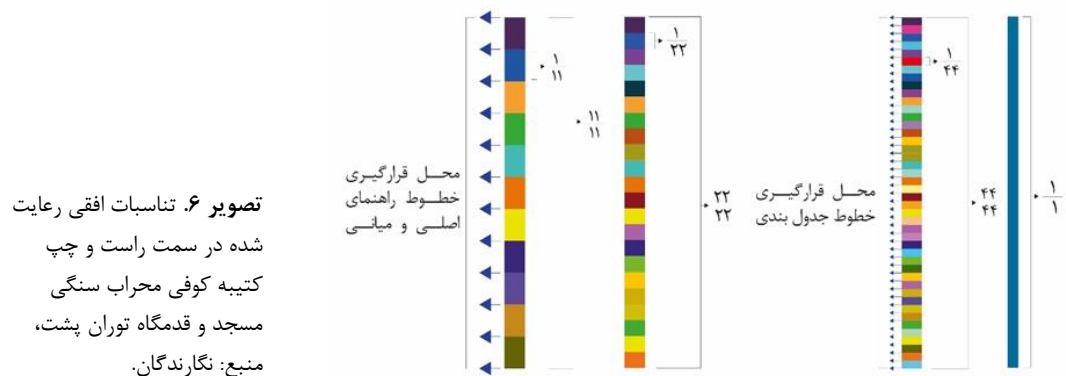 ۱
۱
۱
۴۴
۴۴
۴۴
محل قرارگیری
خطوط جدول بندی
۱
۲۲
۲۲
۲۲
۱
۱۱
۱۱
۱۱
محل قرارگیری
خطوط راهنمای
اصلی و میانی
تصویر ۶. تناسبات افقی رعایت
شده در سمت راست و چپ
کتیبه کوفی محراب سنگی
مسجد و قدمگاه توران پشت،
منبع: نگارندگان.